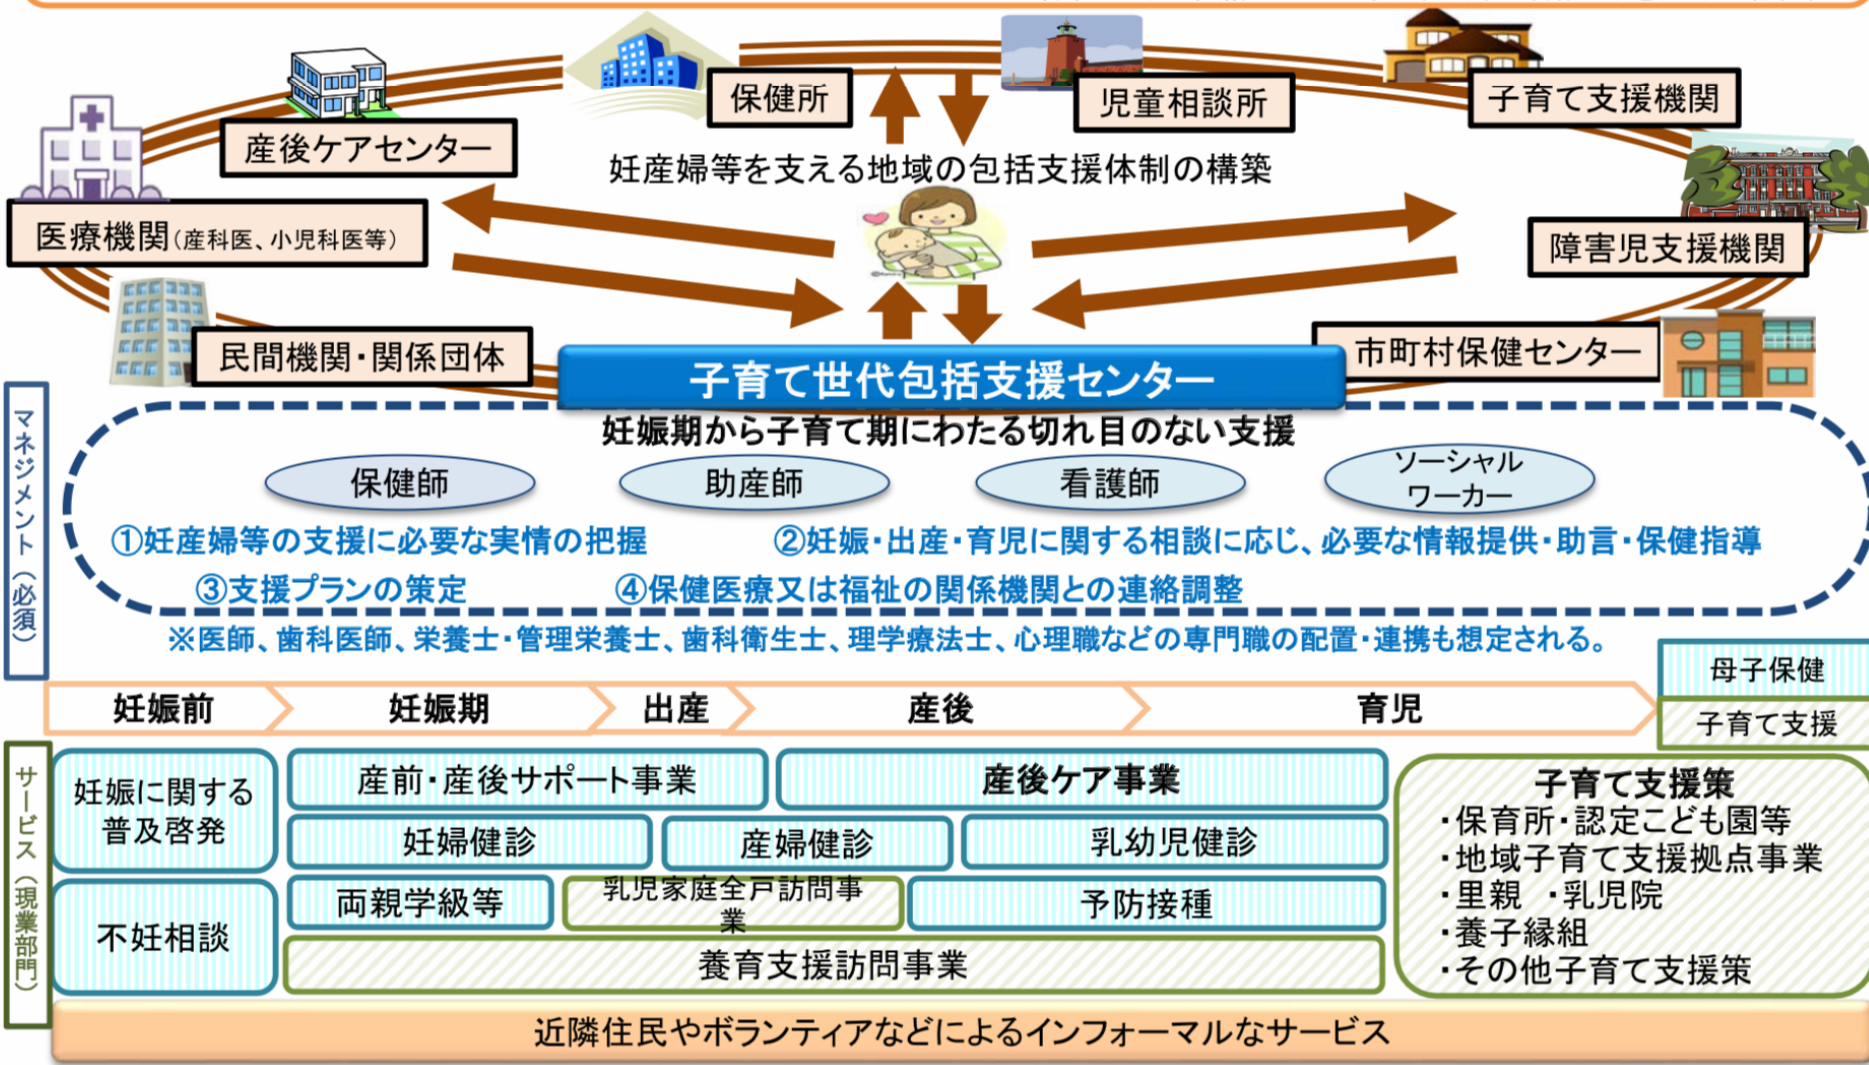 保健所
児童相談所
子育て支援機関
産後ケアセンター
妊産婦等を支える地域の包括支援体制の構築
医療機関(産科医、小児科医等)
障害児支援機関
民間機関・関係団体
市町村保健センター
子育て世代包括支援センター
マネジメント(必須)
妊娠期から子育て期にわたる切れ目のない支援
保健師
助産師
看護師
ソーシャル
ワーカー
①妊産婦等の支援に必要な実情の把握
②妊娠・出産・育児に関する相談に応じ、必要な情報提供・助言・保健指導
③支援プランの策定
④保健医療又は福祉の関係機関との連絡調整
※医師、歯科医師、栄養士・管理栄養士、歯科衛生士、理学療法士、心理職などの専門職の配置・連携も想定される。
母子保健
子育て支援
妊娠前
妊娠期
出産
産後
育児
サービス(現業部門)
妊娠に関する
普及啓発
産前・産後サポート事業
産後ケア事業
妊婦健診
産婦健診
乳幼児健診
不妊相談
両親学級等
乳児家庭全戸訪問事
業
予防接種
養育支援訪問事業
子育て支援策
・保育所・認定こども園等
・地域子育て支援拠点事業
・里親 ・乳児院
・養子縁組
・その他子育て支援策
近隣住民やボランティアなどによるインフォーマルなサービス